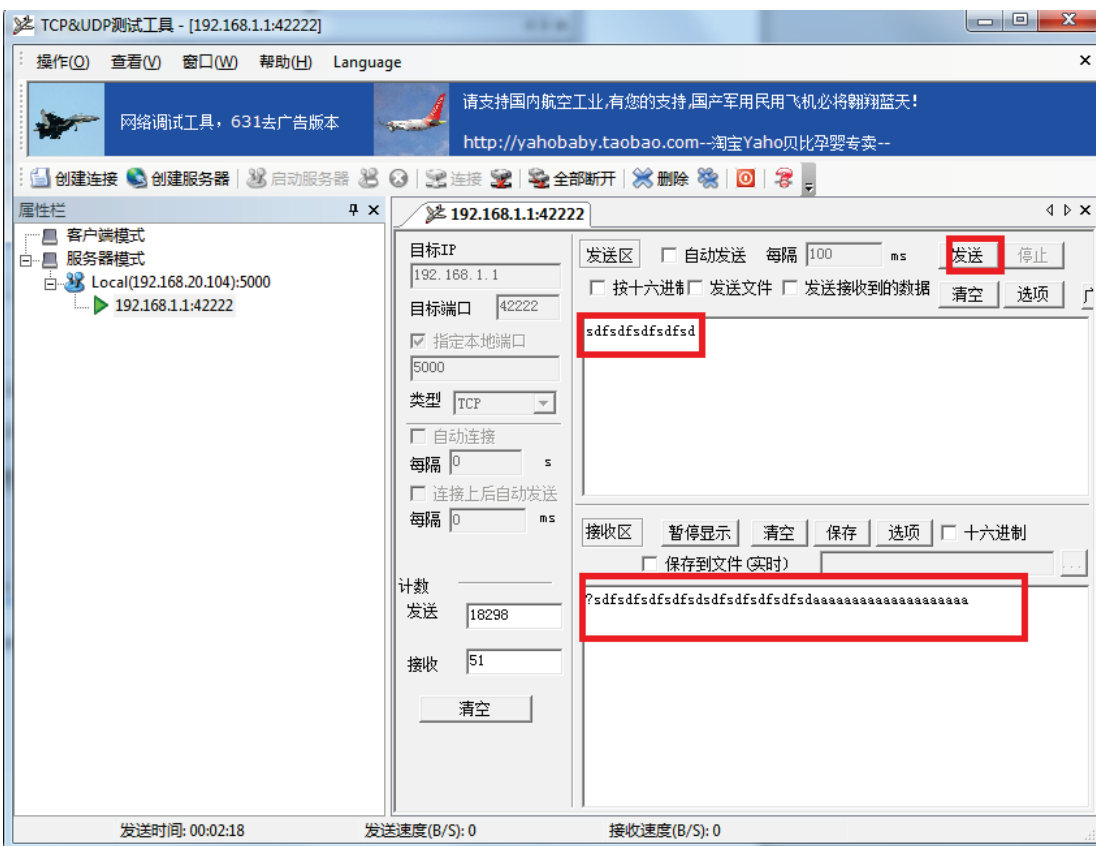 TCP&UDP测试工具 - [192.168.1.1:42222]
操作(O) 查看(V) 窗口(W) 帮助(H) Language
网络调试工具，631去广告版本
请支持国内航空工业,有您的支持,国产军用民用飞机必将翱翔蓝天!
http://yahobaby.taobao.com--淘宝Yaho贝比孕婴专卖--
创建连接 创建服务器 启动服务器 连接 全部断开 删除
属性栏
客户端模式
服务器模式
Local(192.168.20.104):5000
192.168.1.1:42222
192.168.1.1:42222
目标IP
192.168.1.1
目标端口 42222
指定本地端口
5000
类型 TCP
自动连接
每隔 0 s
连接上后自动发送
每隔 0 ms
计数
发送 18298
接收 51
清空
发送区 自动发送 每隔 100 ms 发送 停止
按十六进制 发送文件 发送接收到的数据 清空 选项
sdfsdfsdfsdfsd
接收区 暂停显示 清空 保存 选项 十六进制
保存到文件(实时) ...
?sdfsdfsdfsdfsdsdfsdfsdfsdfsdaaaaaaaaaaaaaaaaaaaa
发送时间: 00:02:18 发送速度(B/S): 0 接收速度(B/S): 0